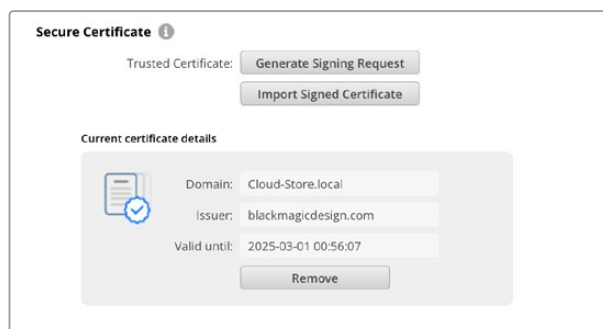 Secure Certificate
Trusted Certificate: Generate Signing Request
Import Signed Certificate
Current certificate details
Domain: Cloud-Store.local
Issuer: blackmagicdesign.com
Valid until: 2025-03-01 00:56:07
Remove